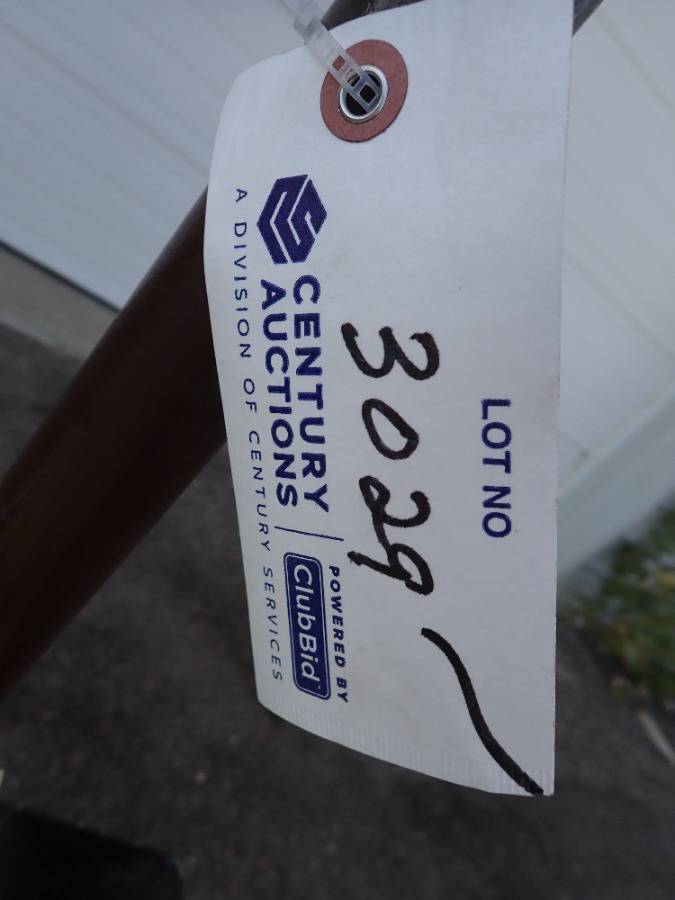 LOT NO
3029
CENTURY
AUCTIONS
POWERED BY
ClubBid
A DIVISION OF CENTURY SERVICES